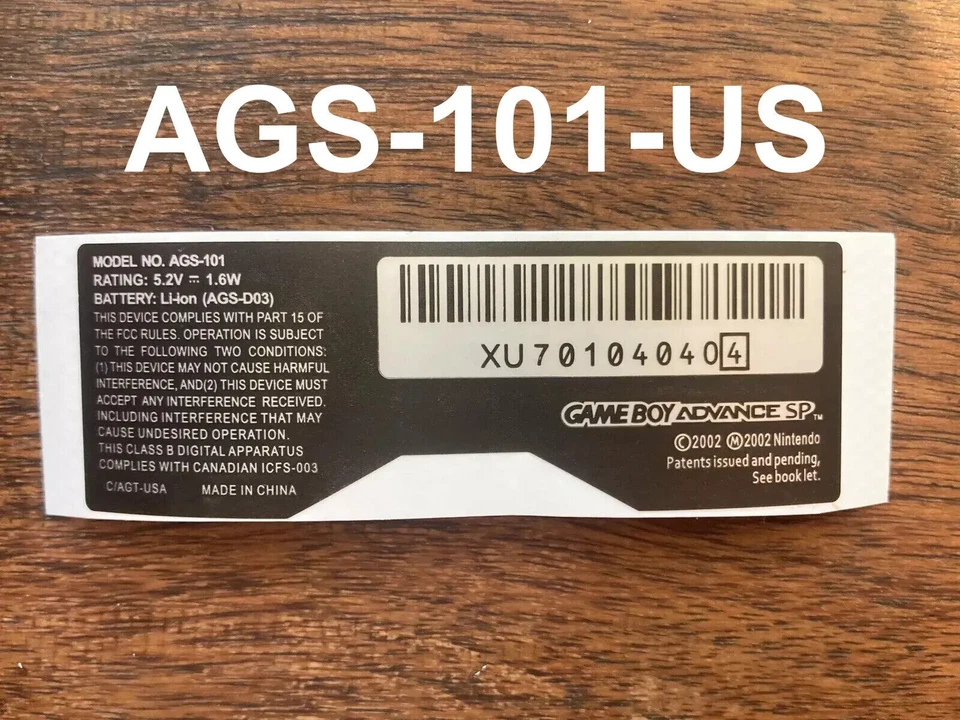 AGS-101-US
MODEL NO. AGS-101
RATING: 5.2V ⎓ 1.6W
BATTERY: Li-ion (AGS-D03)
THIS DEVICE COMPLIES WITH PART 15 OF
THE FCC RULES. OPERATION IS SUBJECT
TO THE FOLLOWING TWO CONDITIONS:
(1) THIS DEVICE MAY NOT CAUSE HARMFUL
INTERFERENCE, AND(2) THIS DEVICE MUST
ACCEPT ANY INTERFERENCE RECEIVED.
INCLUDING INTERFERENCE THAT MAY
CAUSE UNDESIRED OPERATION.
THIS CLASS B DIGITAL APPARATUS
COMPLIES WITH CANADIAN ICFS-003
C/AGT-USA MADE IN CHINA
XU701040404
GAME BOY ADVANCE SP™
©2002 Ⓜ2002 Nintendo
Patents issued and pending,
See book let.